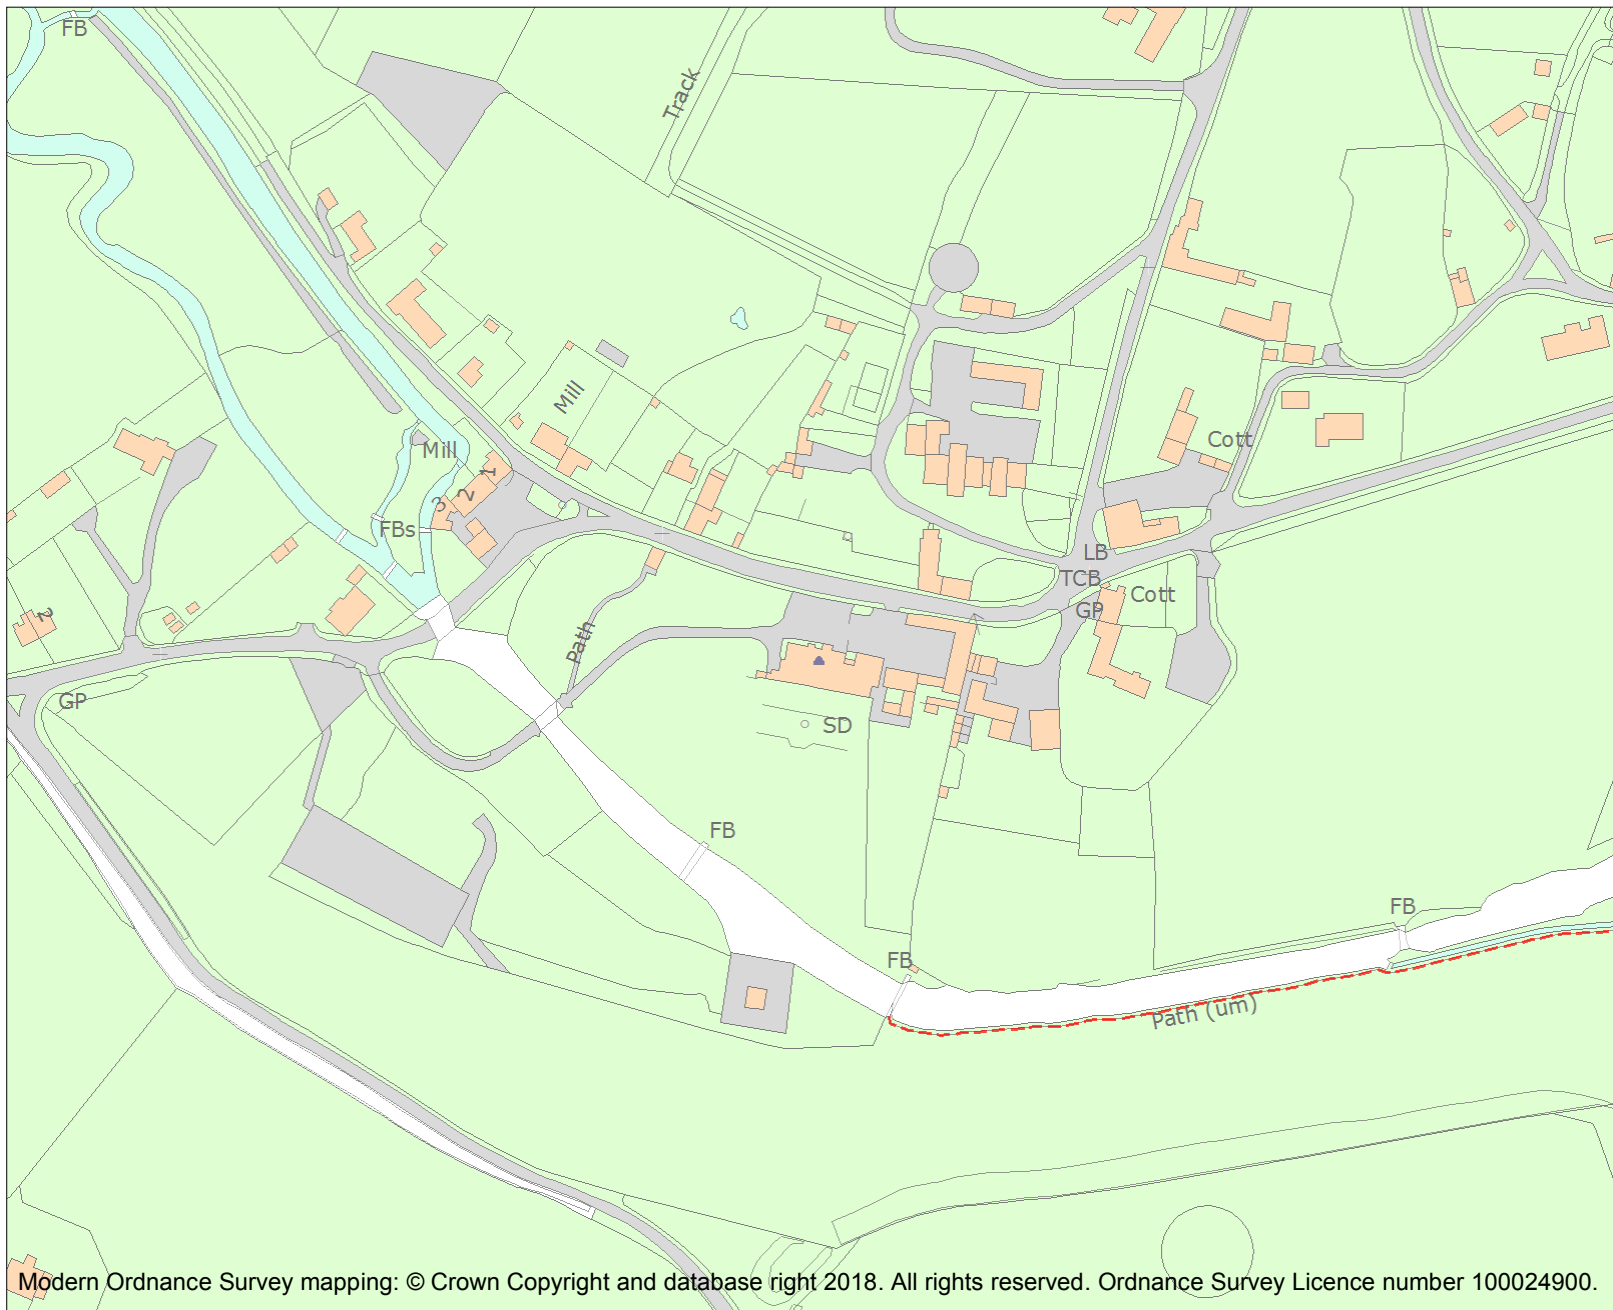 FB
Track
Mill
Cott
Mill
1
2
3
FBs
LB
TCB
Cott
GP
2
Path
GP
SD
FB
FB
FB
Path (um)
Modern Ordnance Survey mapping: © Crown Copyright and database right 2018. All rights reserved. Ordnance Survey Licence number 100024900.